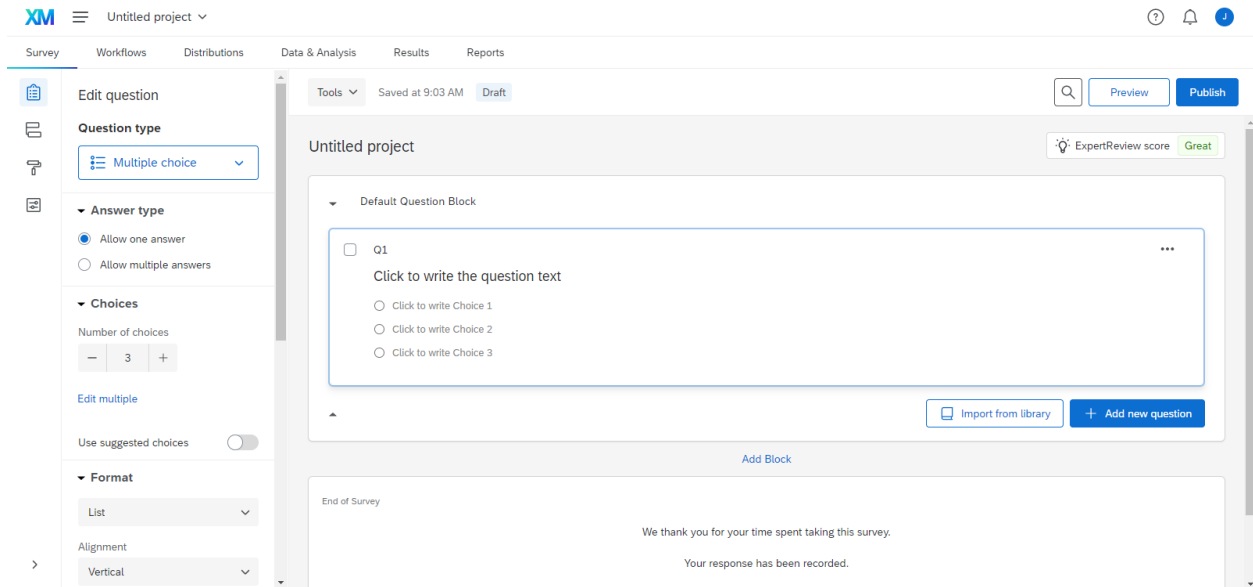 XM Untitled project ? J
Survey Workflows Distributions Data & Analysis Results Reports
Edit question
Question type
Multiple choice
Answer type
Allow one answer
Allow multiple answers
Choices
Number of choices
− 3 +
Edit multiple
Use suggested choices
Format
List
Alignment
Vertical
Tools Saved at 9:03 AM Draft Preview Publish
Untitled project ExpertReview score Great
Default Question Block
Q1
Click to write the question text
Click to write Choice 1
Click to write Choice 2
Click to write Choice 3
Import from library + Add new question
Add Block
End of Survey
We thank you for your time spent taking this survey.
Your response has been recorded.